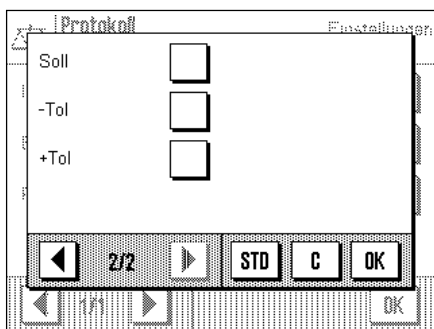 Protokoll Einstellungen
Soll
-Tol
+Tol
2/2 STD C OK
1/1 OK